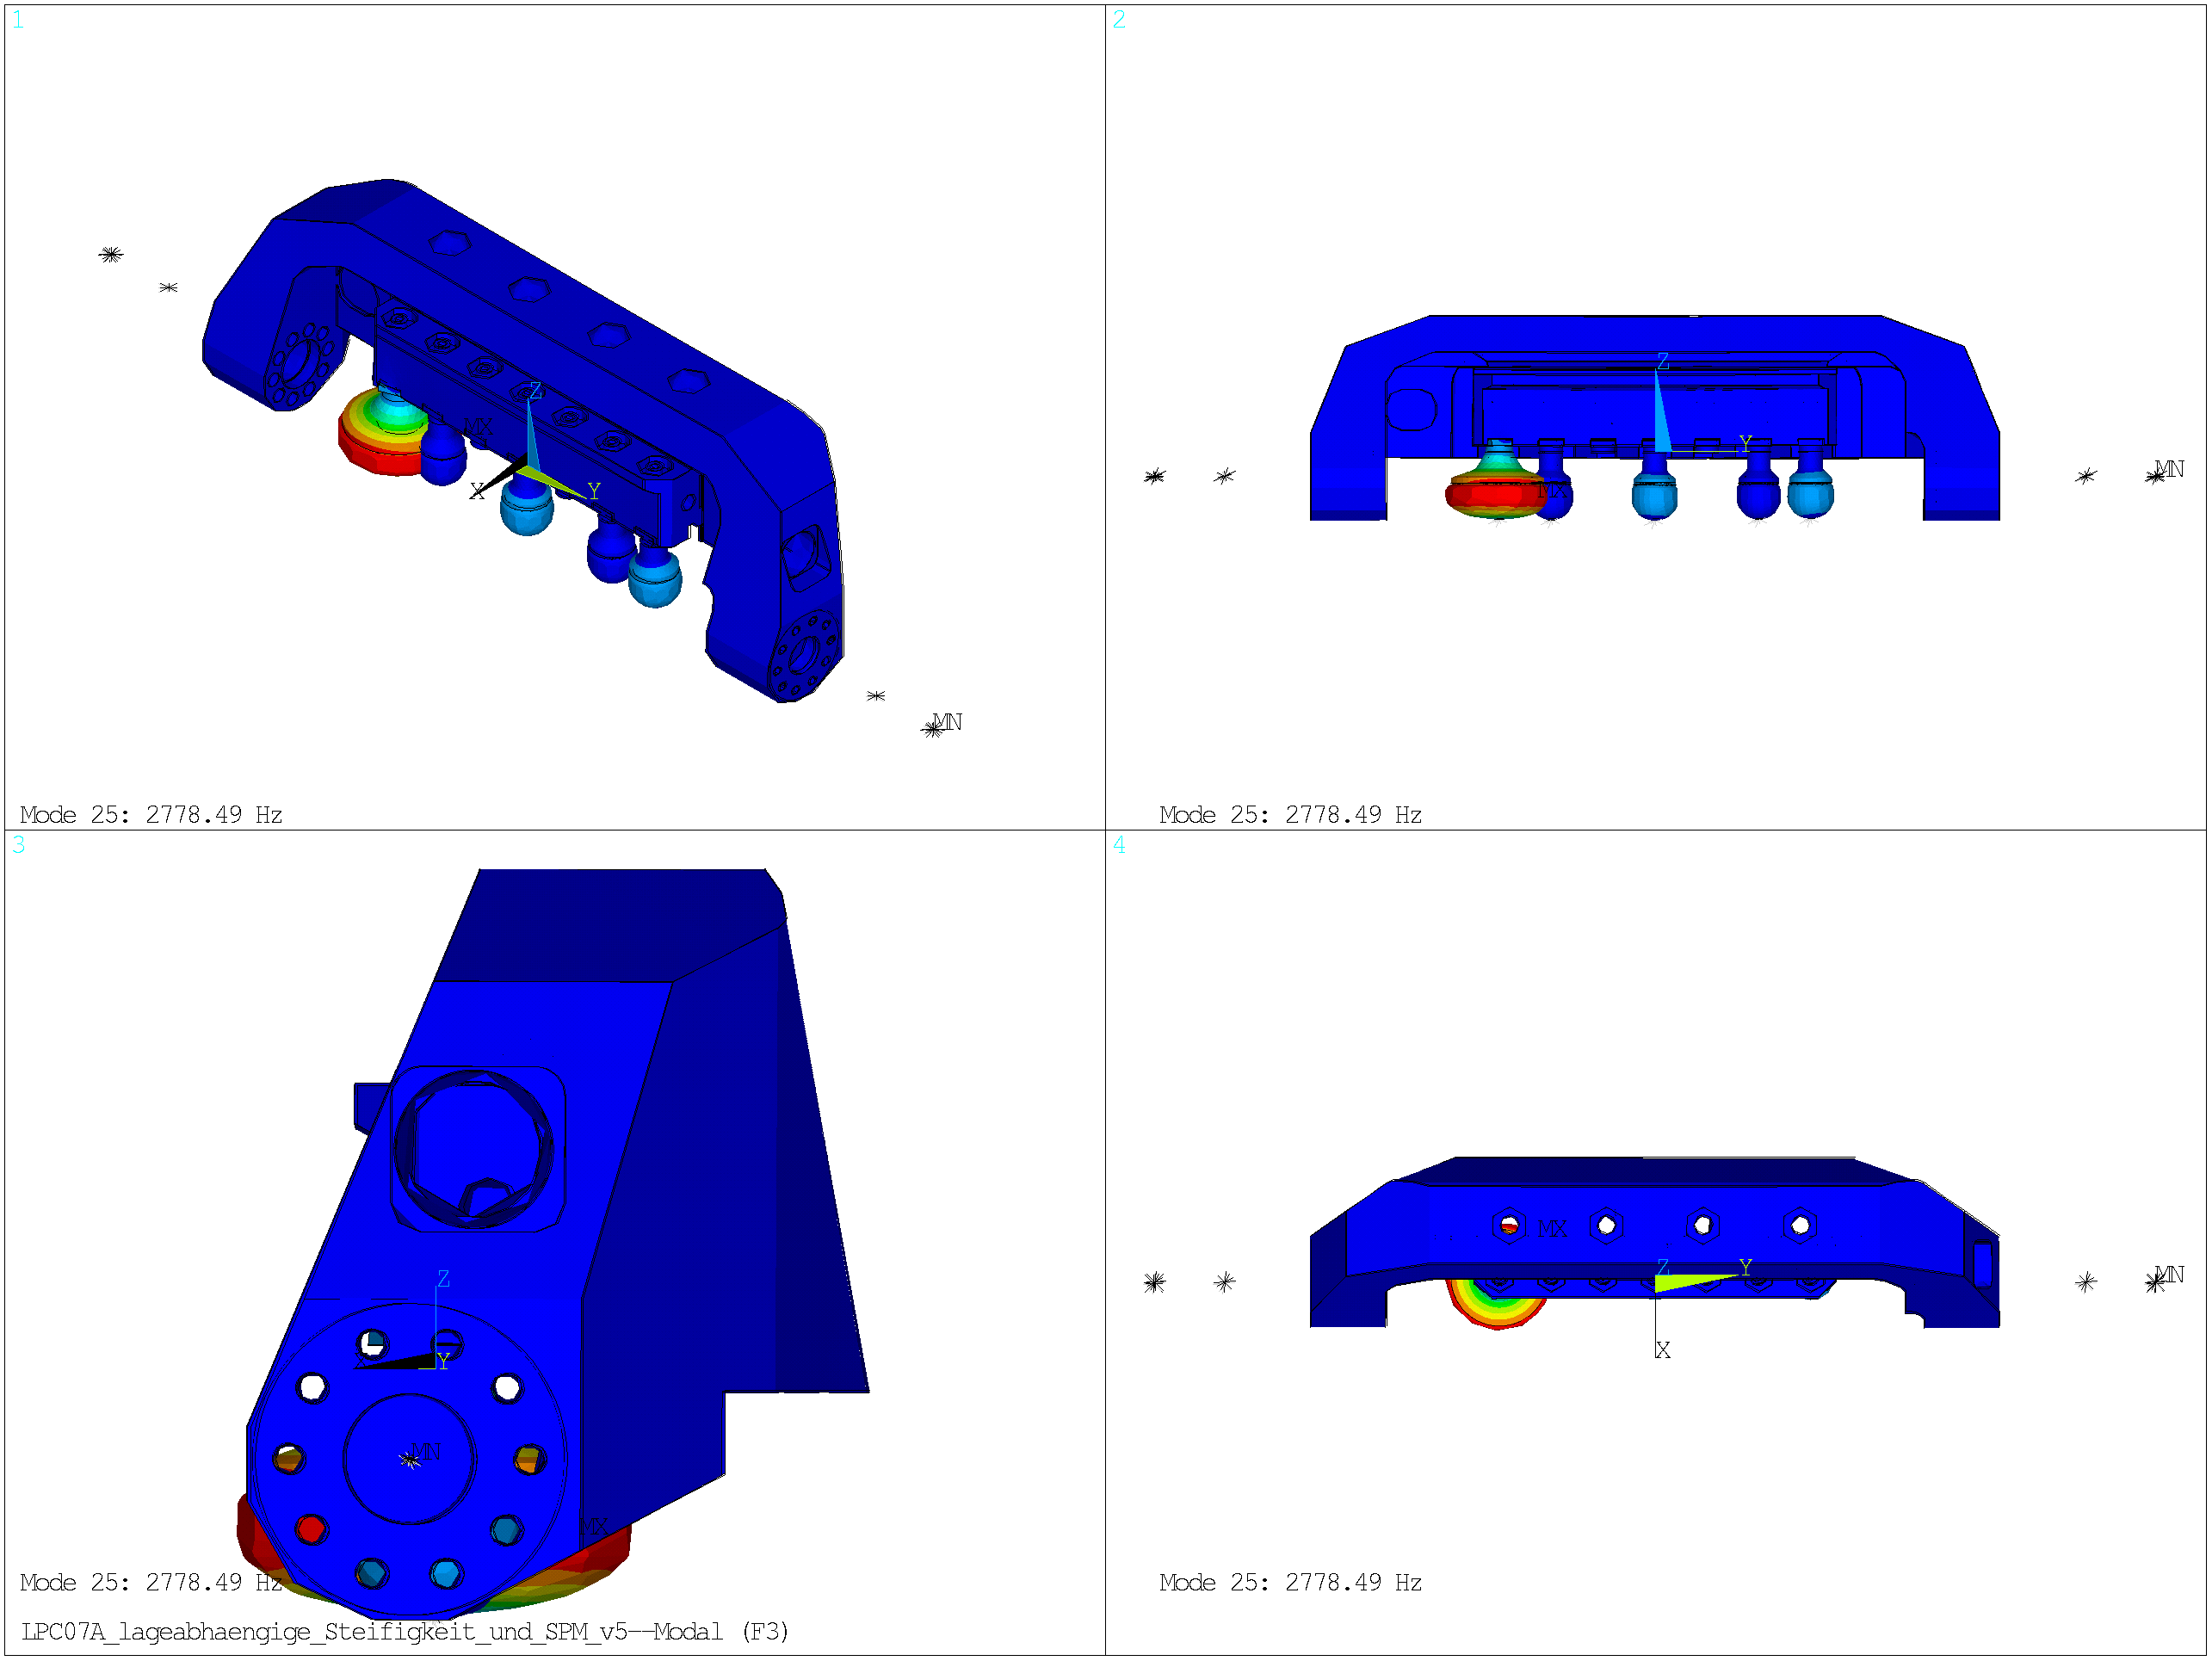 1
MX
Z
X
Y
MN
Mode 25: 2778.49 Hz
2
Z
Y
MX
MN
Mode 25: 2778.49 Hz
3
Z
X
Y
MN
MX
Mode 25: 2778.49 Hz
LPC07A_lageabhaengige_Steifigkeit_und_SPM_v5--Modal (F3)
4
MX
Z
Y
MN
X
Mode 25: 2778.49 Hz